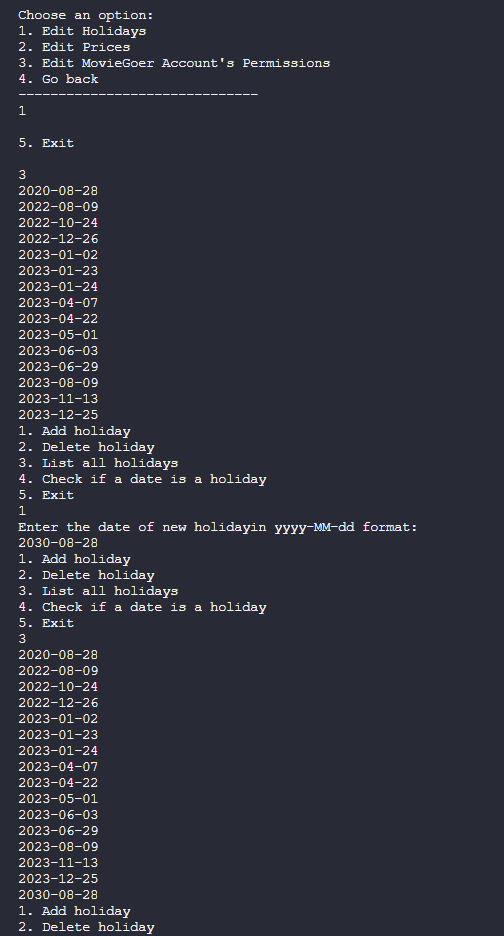 Choose an option:
1. Edit Holidays
2. Edit Prices
3. Edit MovieGoer Account's Permissions
4. Go back
------------------------------
1
5. Exit
3
2020-08-28
2022-08-09
2022-10-24
2022-12-26
2023-01-02
2023-01-23
2023-01-24
2023-04-07
2023-04-22
2023-05-01
2023-06-03
2023-06-29
2023-08-09
2023-11-13
2023-12-25
1. Add holiday
2. Delete holiday
3. List all holidays
4. Check if a date is a holiday
5. Exit
1
Enter the date of new holidayin yyyy-MM-dd format:
2030-08-28
1. Add holiday
2. Delete holiday
3. List all holidays
4. Check if a date is a holiday
5. Exit
3
2020-08-28
2022-08-09
2022-10-24
2022-12-26
2023-01-02
2023-01-23
2023-01-24
2023-04-07
2023-04-22
2023-05-01
2023-06-03
2023-06-29
2023-08-09
2023-11-13
2023-12-25
2030-08-28
1. Add holiday
2. Delete holiday